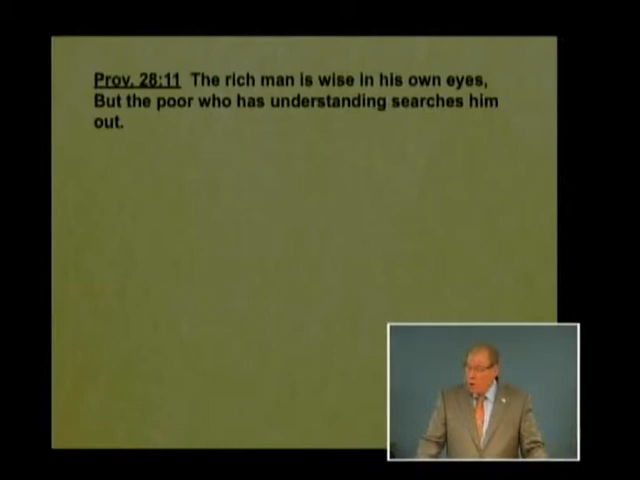 Prov. 28:11  The rich man is wise in his own eyes,
But the poor who has understanding searches him
out.